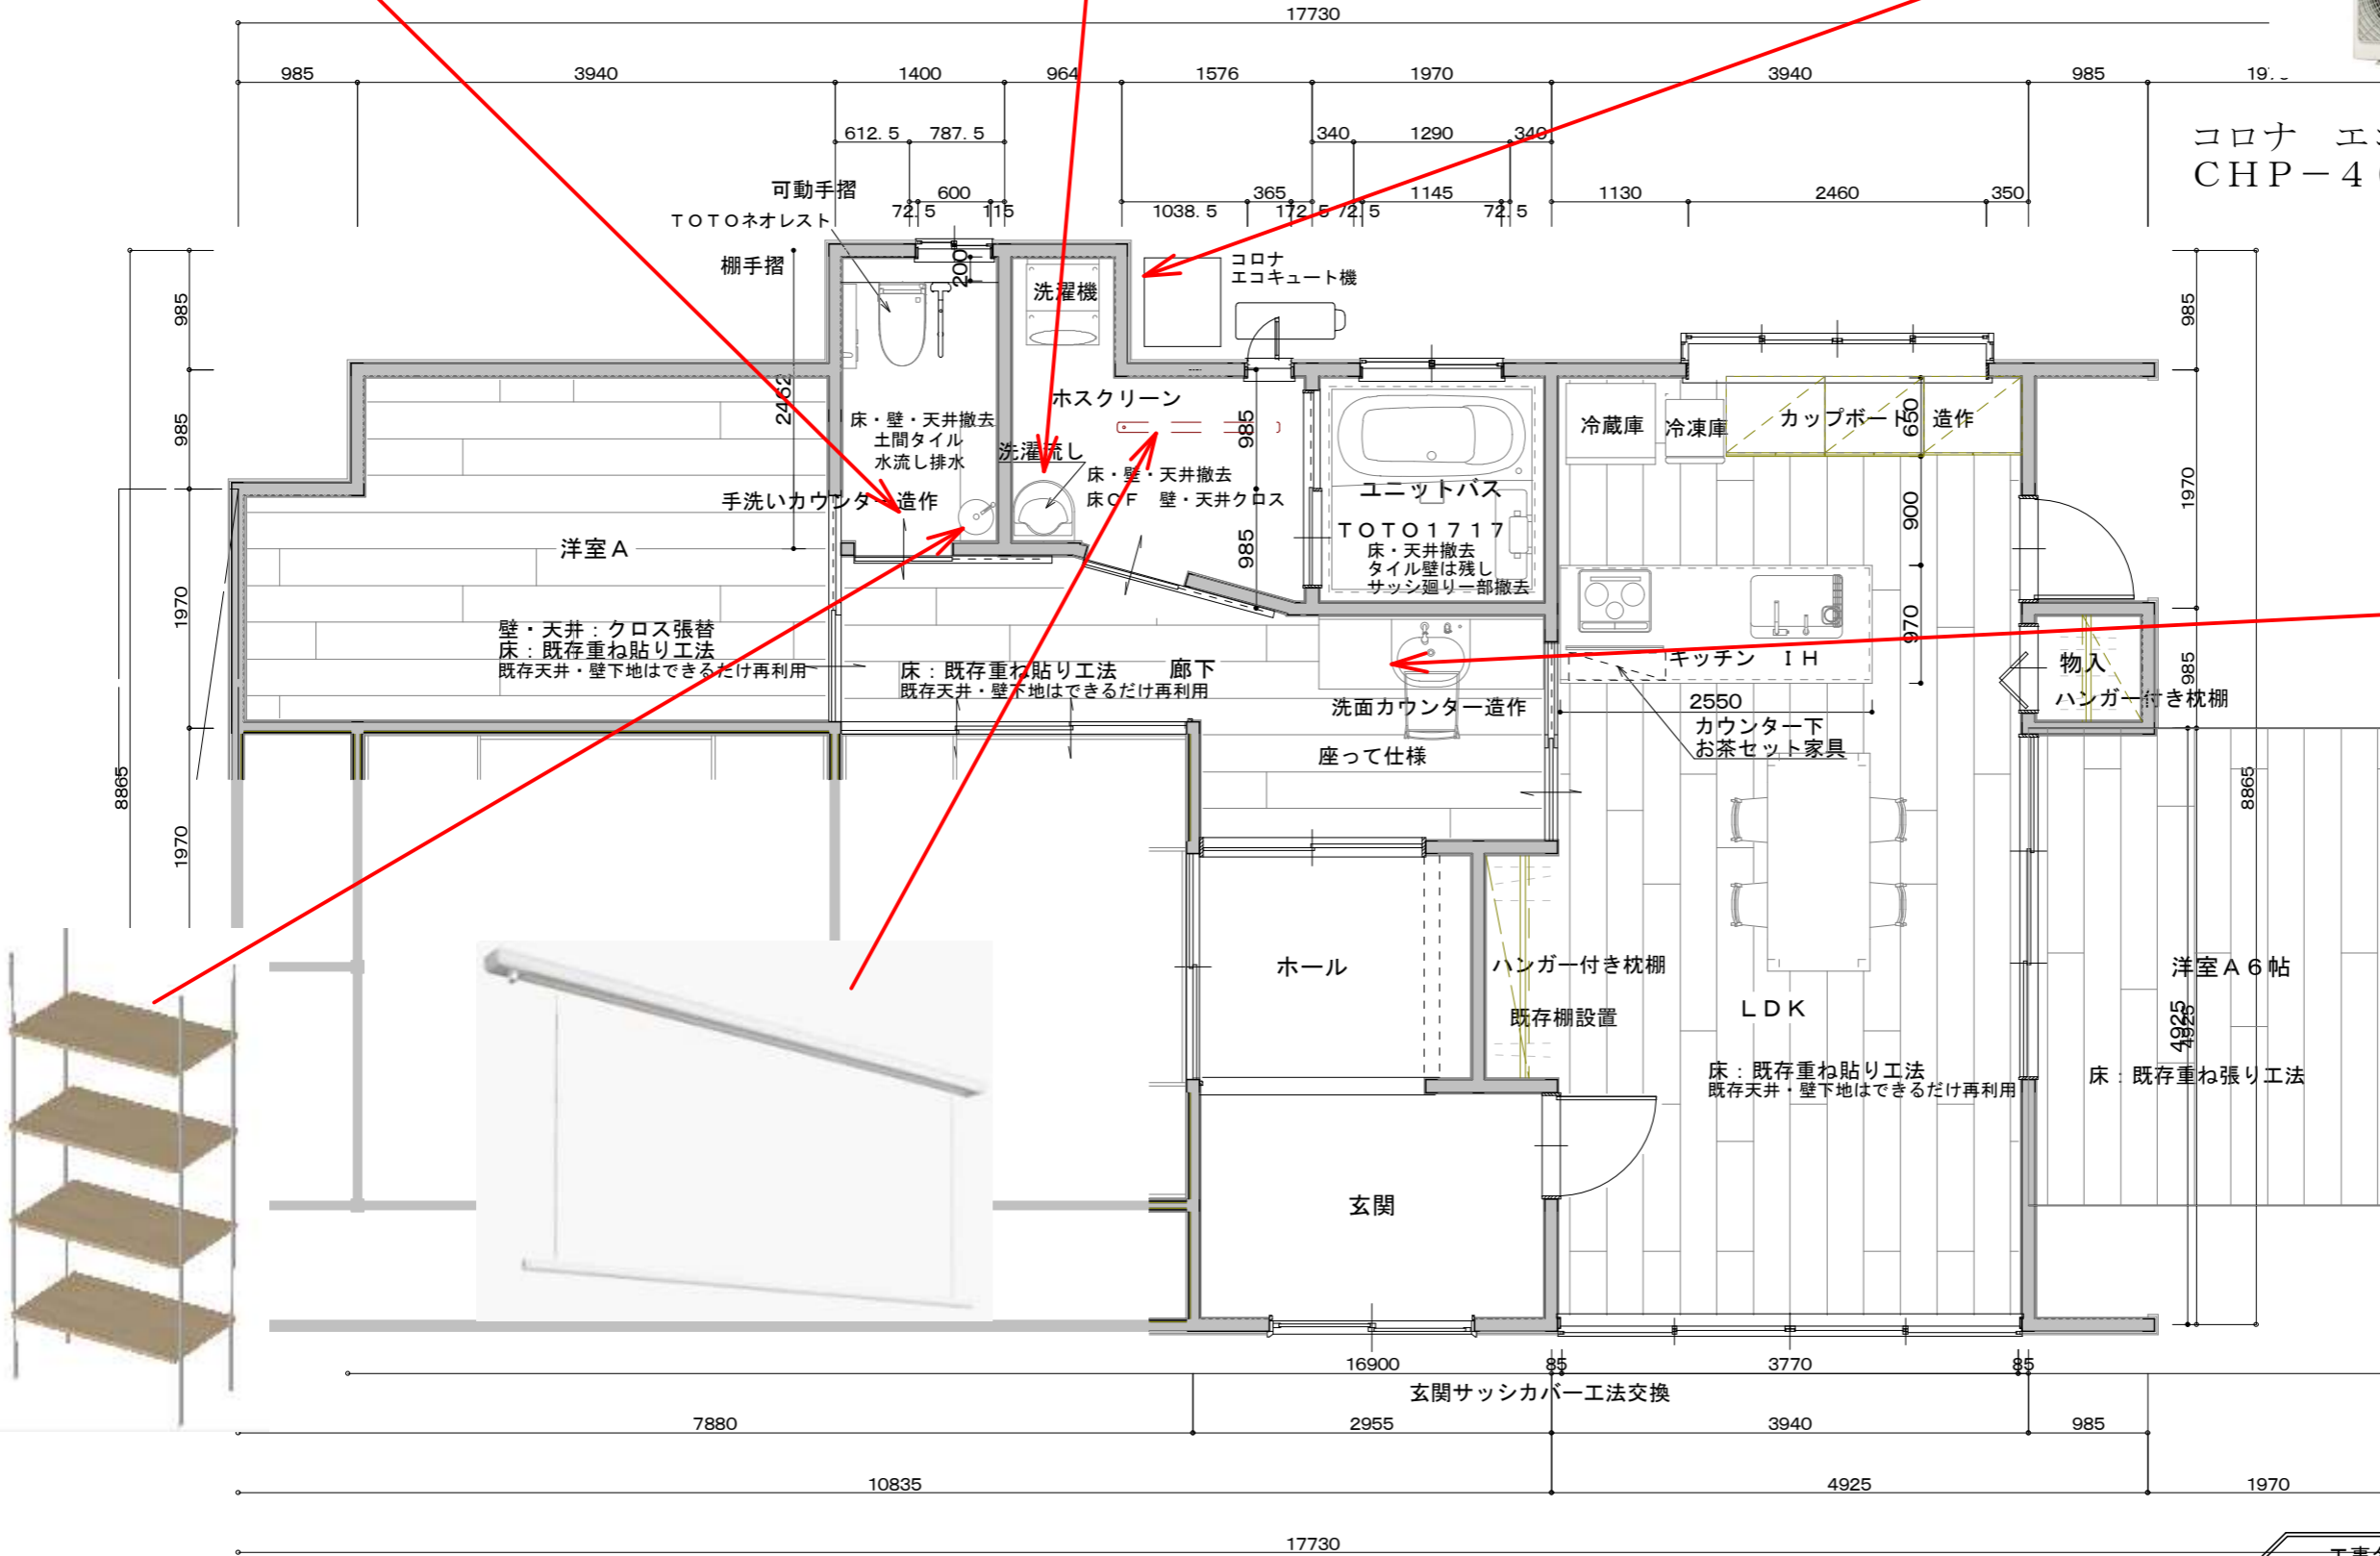 17730
985
3940
1400
964
1576
1970
3940
985
612.5
787.5
340
1290
340
コロナ
CHP－4
可動手摺
600
365
1145
1130
2460
350
72.5
115
1038.5
172.5
72.5
72.5
TOTOネオレスト
棚手摺
200
洗濯機
コロナ
エコキュート機
985
985
2462
ホスクリーン
床・壁・天井撤去
土間タイル
水流し排水
洗濯流し
床・壁・天井撤去
床CF　壁・天井クロス
985
985
手洗いカウンター造作
985
1970
洋室A
ユニットバス
TOTO1717
床・天井撤去
タイル壁は残し
サッシ廻り一部撤去
冷蔵庫
冷凍庫
カップボード　造作
650
900
970
1970
985
壁・天井：クロス張替
床：既存重ね貼り工法
既存天井・壁下地はできるだけ再利用
床：既存重ね貼り工法
廊下
既存天井・壁下地はできるだけ再利用
キッチン　IH
物入
ハンガー付き枕棚
洗面カウンター造作
2550
カウンター下
お茶セット家具
座って仕様
8865
1970
8865
ホール
ハンガー付き枕棚
既存棚設置
LDK
洋室A6帖
4925
4925
床：既存重ね貼り工法
既存天井・壁下地はできるだけ再利用
床：既存重ね張り工法
玄関
16900
85
3770
85
玄関サッシカバー工法交換
7880
2955
3940
985
10835
4925
1970
17730